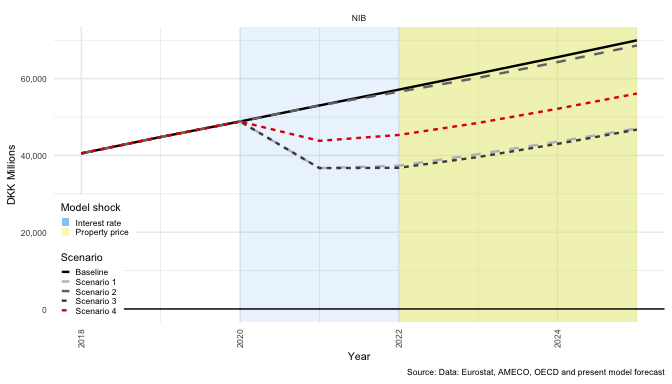 NIB
DKK Millions
60,000
40,000
20,000
0
Model shock
Interest rate
Property price
Scenario
Baseline
Scenario 1
Scenario 2
Scenario 3
Scenario 4
2018
2020
2022
2024
Year
Source: Data: Eurostat, AMECO, OECD and present model forecast